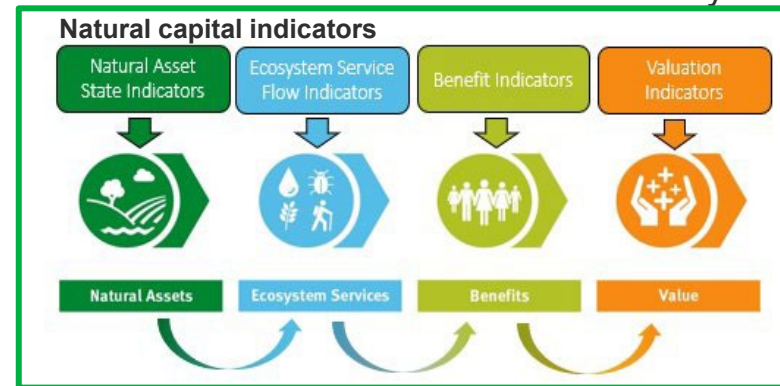 Natural capital indicators
Natural Asset
State Indicators
Ecosystem Service
Flow Indicators
Benefit Indicators
Valuation
Indicators
Natural Assets
Ecosystem Services
Benefits
Value